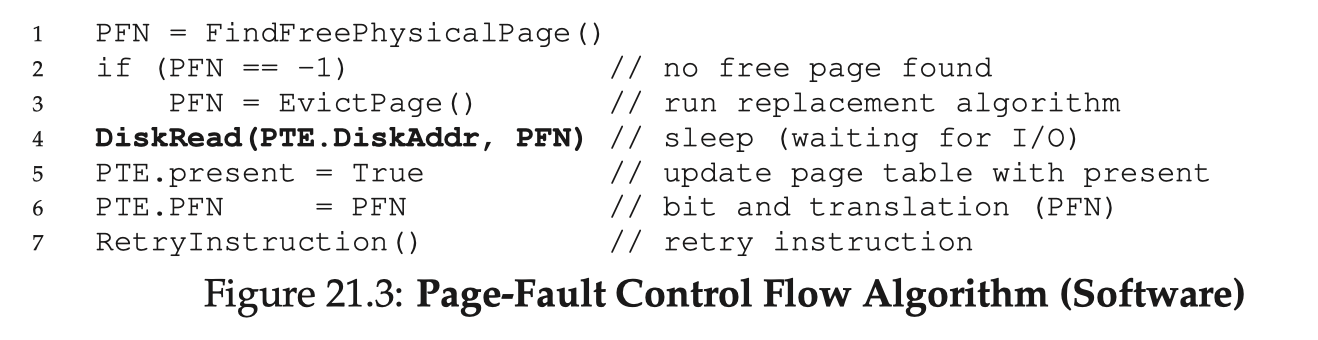 1 PFN = FindFreePhysicalPage()
2 if (PFN == -1) // no free page found
3 PFN = EvictPage() // run replacement algorithm
4 DiskRead(PTE.DiskAddr, PFN) // sleep (waiting for I/O)
5 PTE.present = True // update page table with present
6 PTE.PFN = PFN // bit and translation (PFN)
7 RetryInstruction() // retry instruction
Figure 21.3: Page-Fault Control Flow Algorithm (Software)